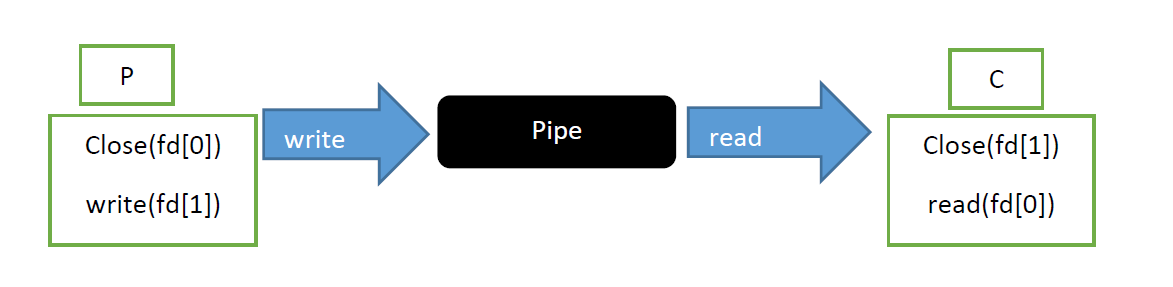 P
Close(fd[0])
write(fd[1])
write
Pipe
read
C
Close(fd[1])
read(fd[0])